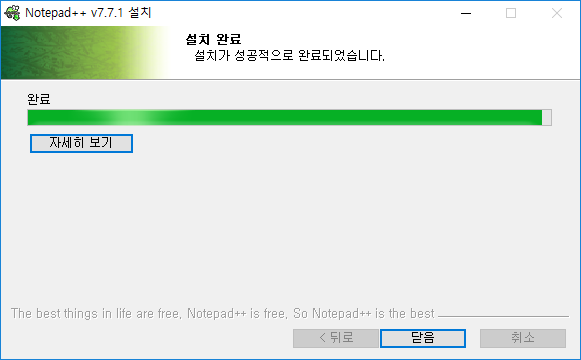 Notepad++ v7.7.1 설치
설치 완료
설치가 성공적으로 완료되었습니다.
완료
자세히 보기
The best things in life are free, Notepad++ is free, So Notepad++ is the best
< 뒤로
닫음
취소